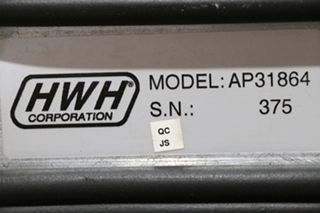 HWH®
CORPORATION
MODEL: AP31864
S.N.: 375
QC
JS